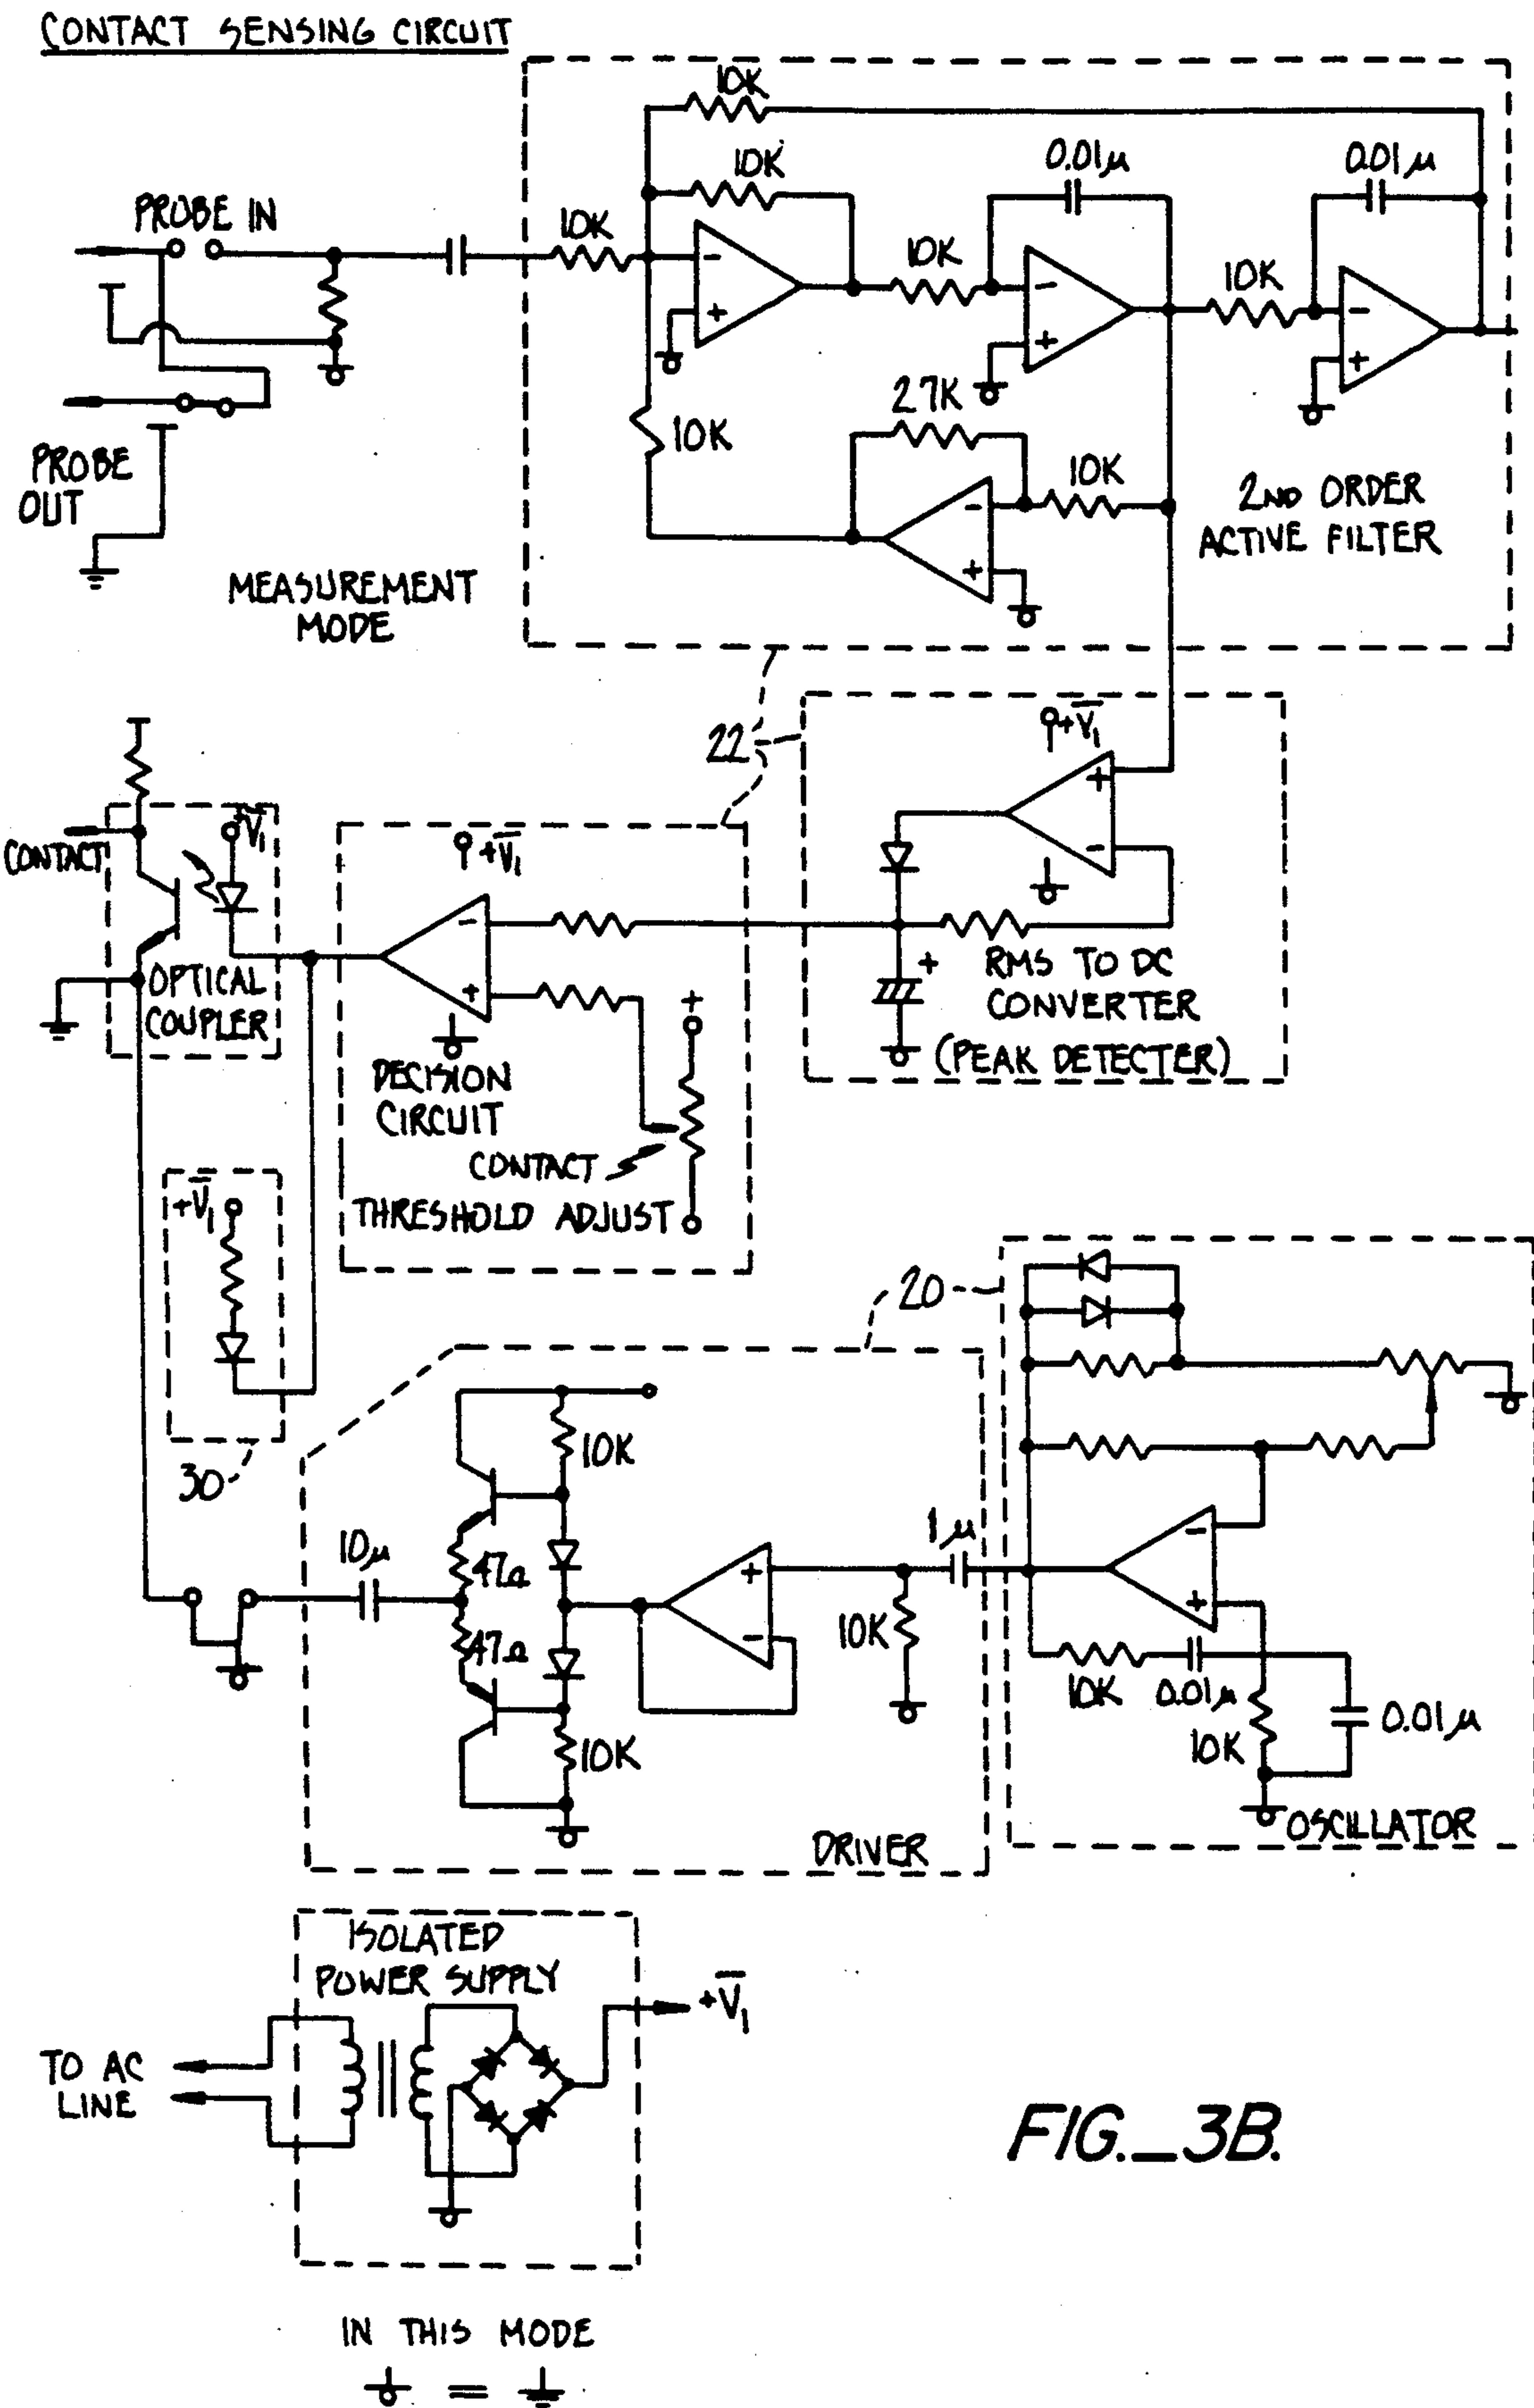 CONTACT SENSING CIRCUIT
10K
10K
0.01μ
0.01μ
PROBE IN
10K
10K
10K
-
+
-
+
-
+
27K
10K
10K
-
+
PROBE
OUT
2ND ORDER
ACTIVE FILTER
MEASUREMENT
MODE
22
+V1
+
-
+V1
+V1
CONTACT
-
+
+
RMS TO DC
CONVERTER
(PEAK DETECTER)
OPTICAL
COUPLER
+
DECISION
CIRCUIT
CONTACT
THRESHOLD ADJUST
+V1
20
30
10K
10μ
47Ω
47Ω
+
-
1μ
10K
-
+
10K
0.01μ
10K
0.01μ
10K
DRIVER
OSCILLATOR
ISOLATED
POWER SUPPLY
+V1
TO AC
LINE
FIG._3B.
IN THIS MODE
=